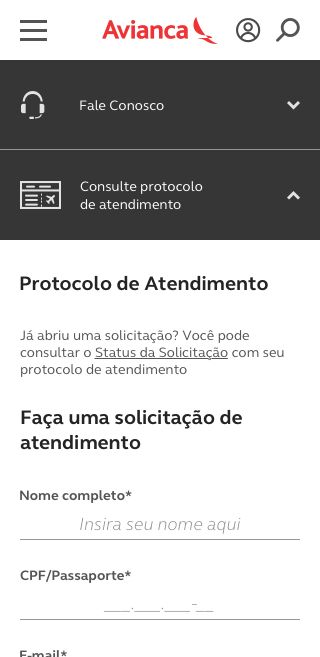 Avianca
Fale Conosco
Consulte protocolo
de atendimento
Protocolo de Atendimento
Já abriu uma solicitação? Você pode
consultar o Status da Solicitação com seu
protocolo de atendimento
Faça uma solicitação de
atendimento
Nome completo*
Insira seu nome aqui
CPF/Passaporte*
___.___.___-__
E-mail*